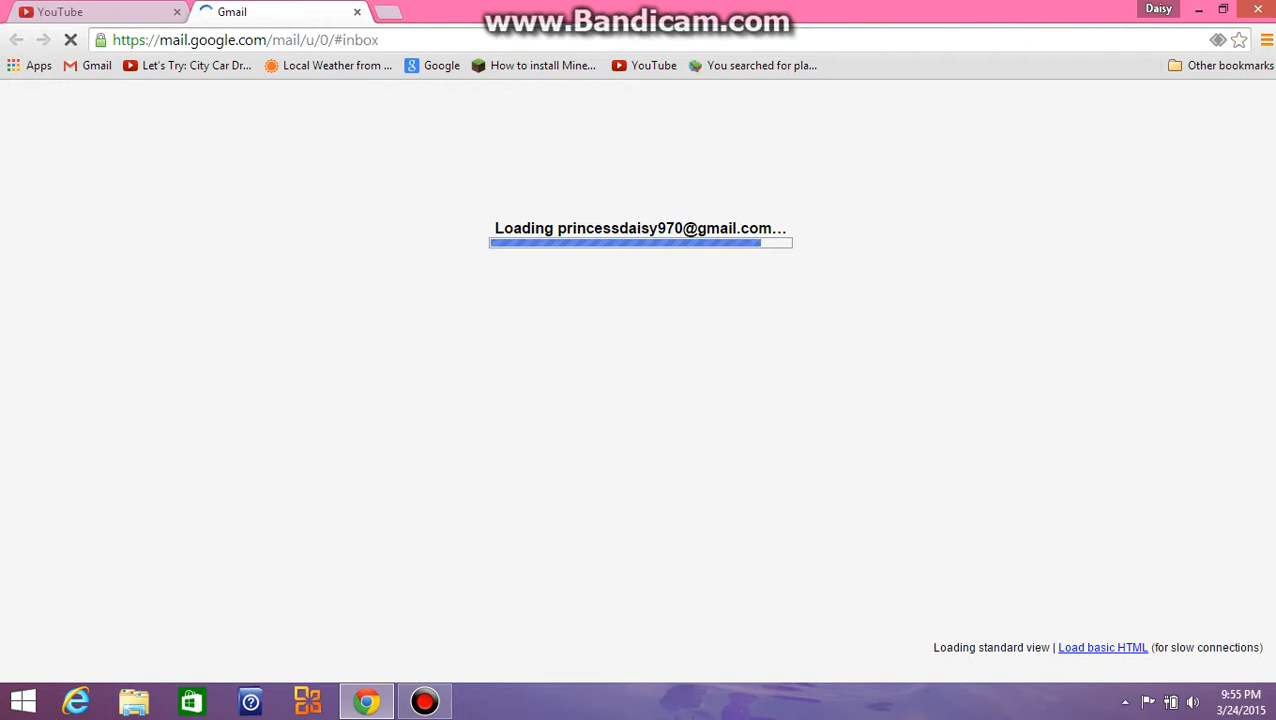 YouTube
Gmail
www.Bandicam.com
Daisy
https://mail.google.com/mail/u/0/#inbox
Apps
Gmail
Let's Try: City Car Dr...
Local Weather from ...
Google
How to install Mine...
YouTube
You searched for pla...
Other bookmarks
Loading princessdaisy970@gmail.com…
Loading standard view | Load basic HTML (for slow connections)
9:55 PM
3/24/2015